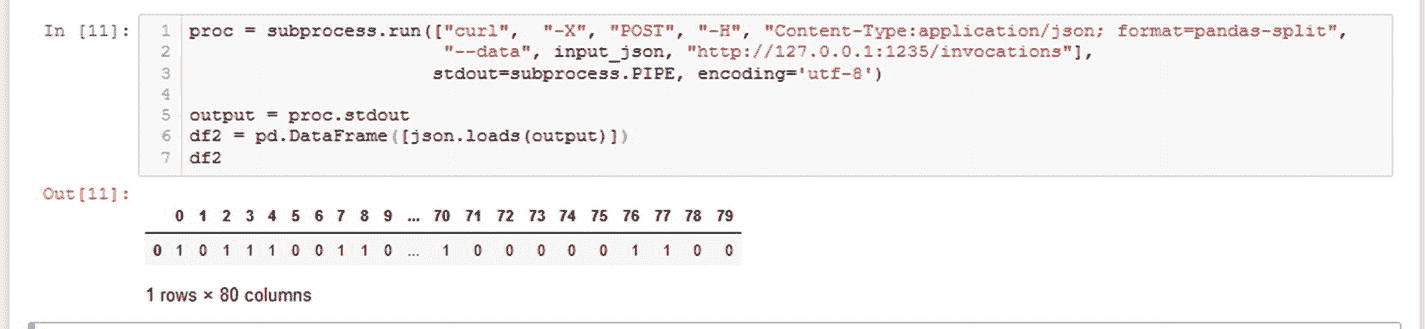 In [11]:
1 proc = subprocess.run(["curl", "-X", "POST", "-H", "Content-Type:application/json; format=pandas-split",
2 "--data", input_json, "http://127.0.0.1:1235/invocations"],
3 stdout=subprocess.PIPE, encoding='utf-8')
4
5 output = proc.stdout
6 df2 = pd.DataFrame([json.loads(output)])
7 df2
Out[11]:
0 1 2 3 4 5 6 7 8 9 ... 70 71 72 73 74 75 76 77 78 79
0 1 0 1 1 1 0 0 1 1 0 ... 1 0 0 0 0 0 1 1 0 0
1 rows × 80 columns